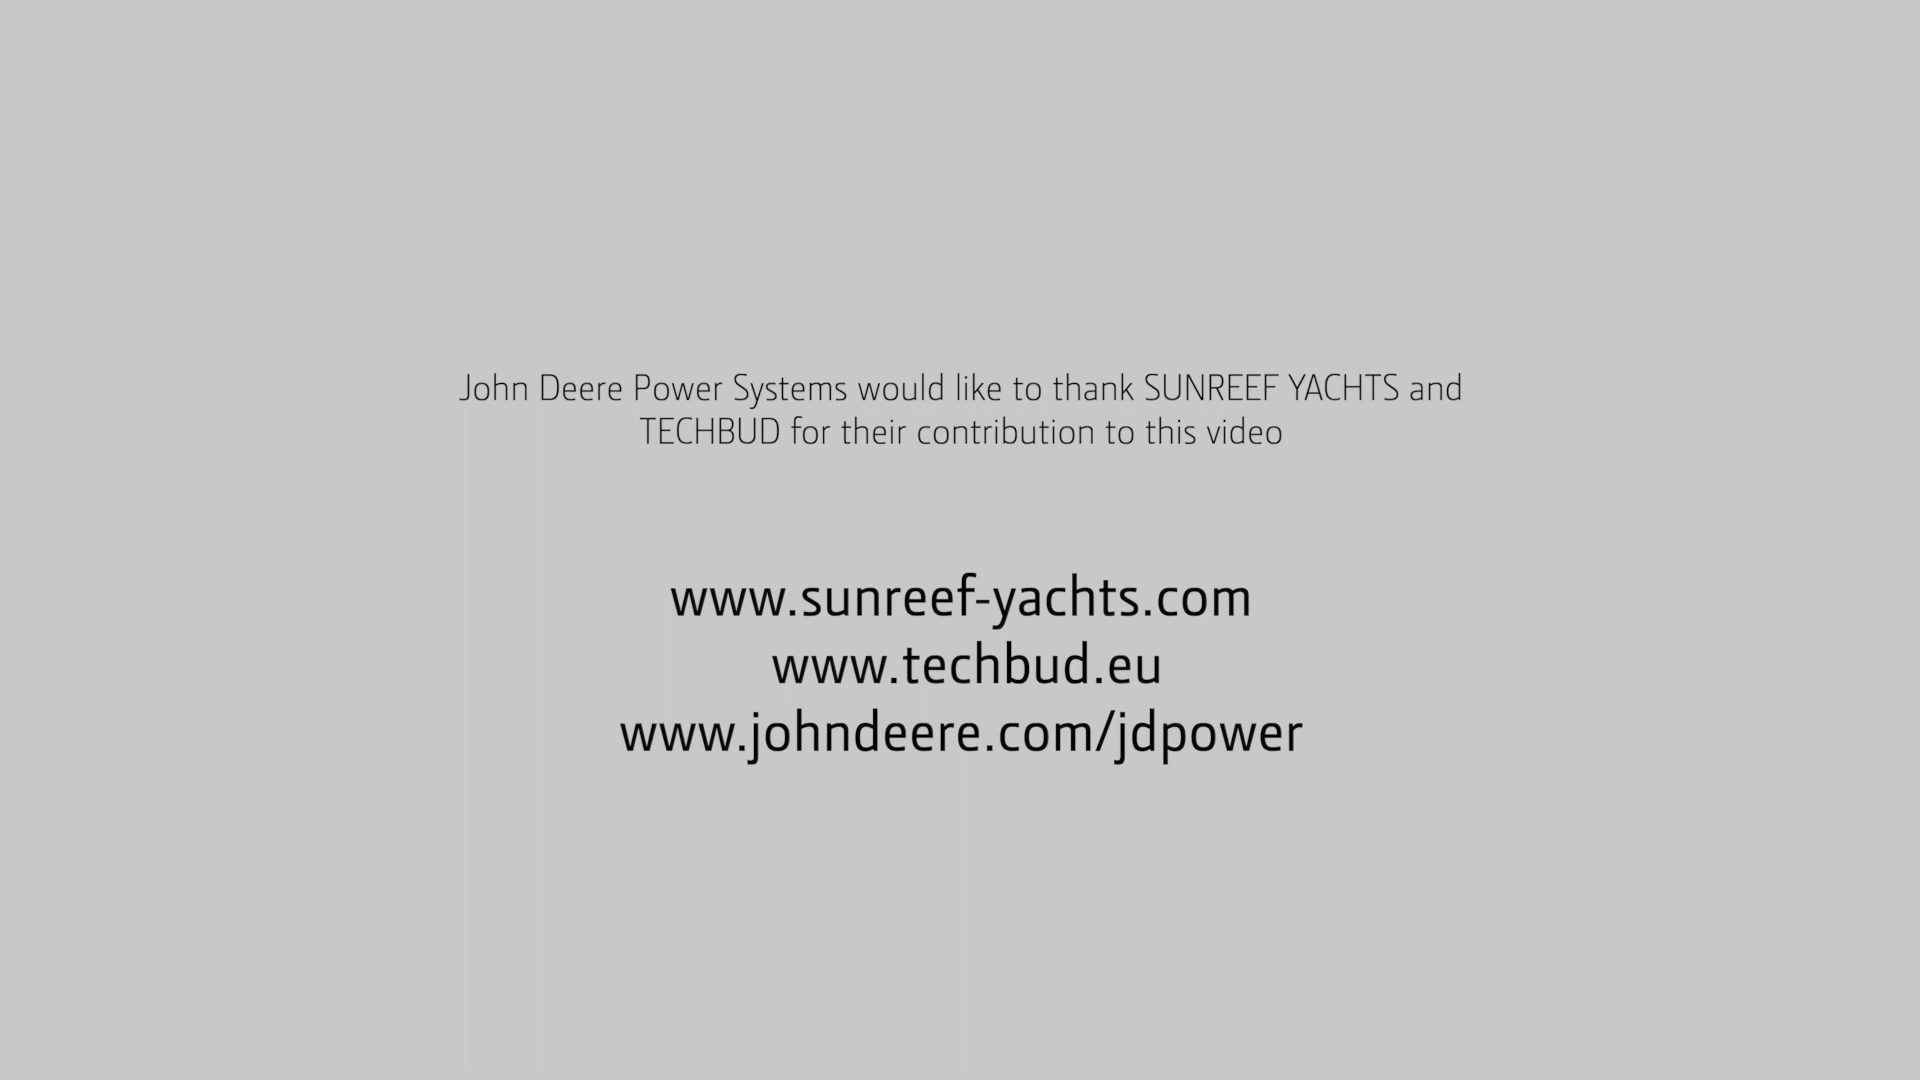 John Deere Power Systems would like to thank SUNREEF YACHTS and
TECHBUD for their contribution to this video
www.sunreef-yachts.com
www.techbud.eu
www.johndeere.com/jdpower